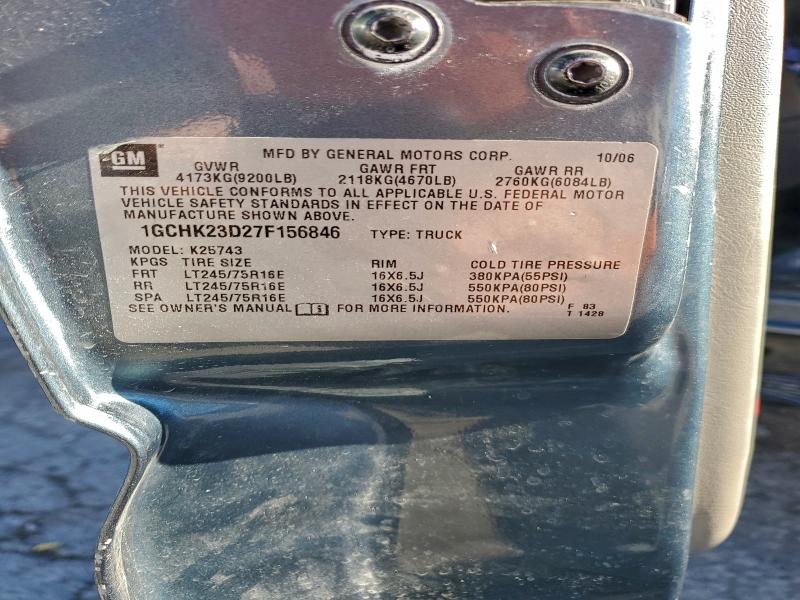 GM MFD BY GENERAL MOTORS CORP. 10/06
GVWR GAWR FRT GAWR RR
4173KG(9200LB) 2118KG(4670LB) 2760KG(6084LB)
THIS VEHICLE CONFORMS TO ALL APPLICABLE U.S. FEDERAL MOTOR
VEHICLE SAFETY STANDARDS IN EFFECT ON THE DATE OF
MANUFACTURE SHOWN ABOVE.
1GCHK23D27F156846 TYPE: TRUCK
MODEL: K25743
KPGS TIRE SIZE RIM COLD TIRE PRESSURE
FRT LT245/75R16E 16X6.5J 380KPA(55PSI)
RR LT245/75R16E 16X6.5J 550KPA(80PSI)
SPA LT245/75R16E 16X6.5J 550KPA(80PSI)
SEE OWNER'S MANUAL FOR MORE INFORMATION. F 83
T 1428